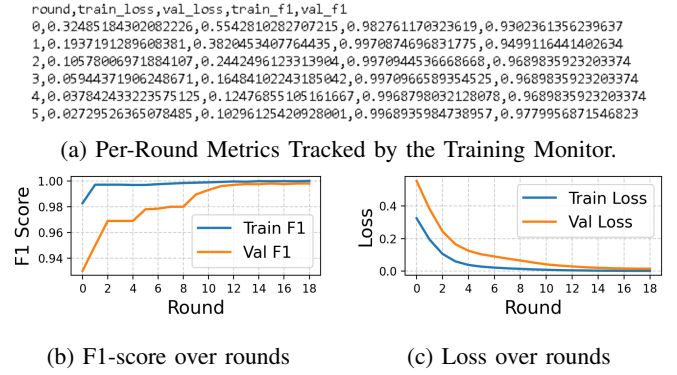 round,train_loss,val_loss,train_f1,val_f1
0,0.32485184302082226,0.5542810282707215,0.982761170323619,0.9302361356239637
1,0.1937191289608381,0.3820453407764435,0.9970874696831775,0.9499116441402634
2,0.10578006971884107,0.2442496123313904,0.9970944536668668,0.9689835923203374
3,0.05944371906248671,0.16484102243185042,0.9970966589354525,0.9689835923203374
4,0.037842433223575125,0.12476855105161667,0.9968798032128078,0.9689835923203374
5,0.02729526365078485,0.10296125420928001,0.9968935984738957,0.9779956871546823
(a) Per-Round Metrics Tracked by the Training Monitor.
F1 Score
1.00
0.98
0.96
0.94
Train F1
Val F1
0 2 4 6 8 10 12 14 16 18
Round
(b) F1-score over rounds
Loss
0.4
0.2
0.0
Train Loss
Val Loss
0 2 4 6 8 10 12 14 16 18
Round
(c) Loss over rounds